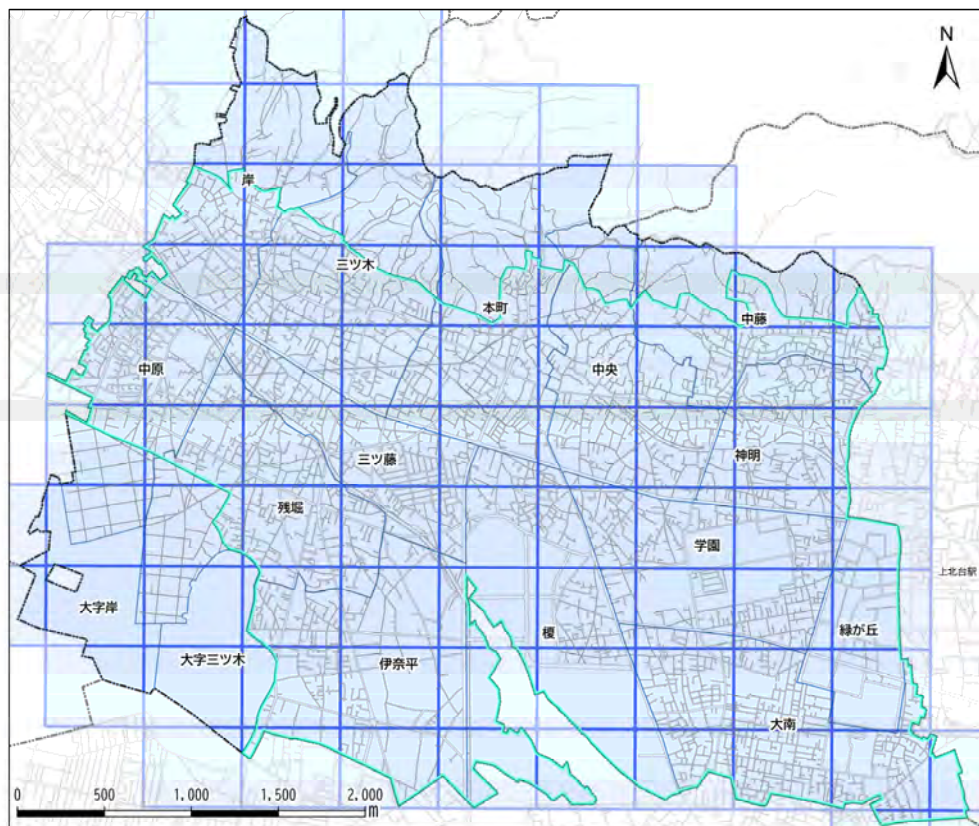 N
岸
三ツ木
本町
中藤
中原
中央
三ツ藤
神明
残堀
学園
上北台駅
大字岸
榎
緑が丘
大字三ツ木
伊奈平
大南
0 500 1.000 1.500 2.000
m